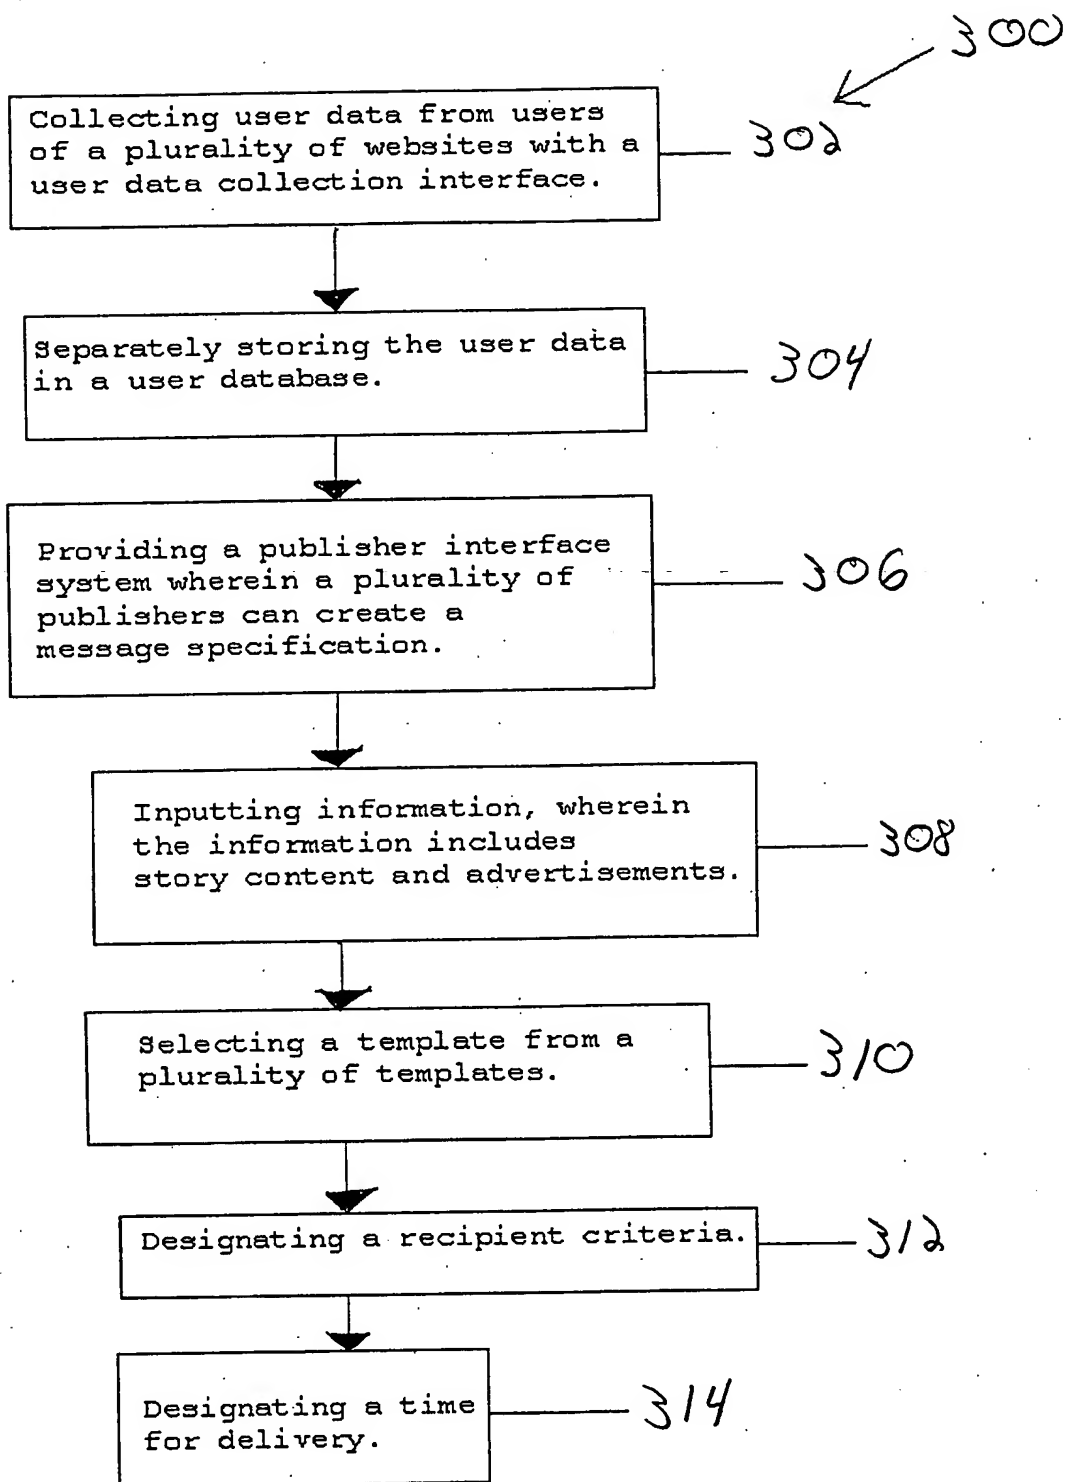 300
Collecting user data from users
of a plurality of websites with a
user data collection interface.
302
Separately storing the user data
in a user database.
304
Providing a publisher interface
system wherein a plurality of
publishers can create a
message specification.
306
Inputting information, wherein
the information includes
story content and advertisements.
308
Selecting a template from a
plurality of templates.
310
Designating a recipient criteria.
312
Designating a time
for delivery.
314